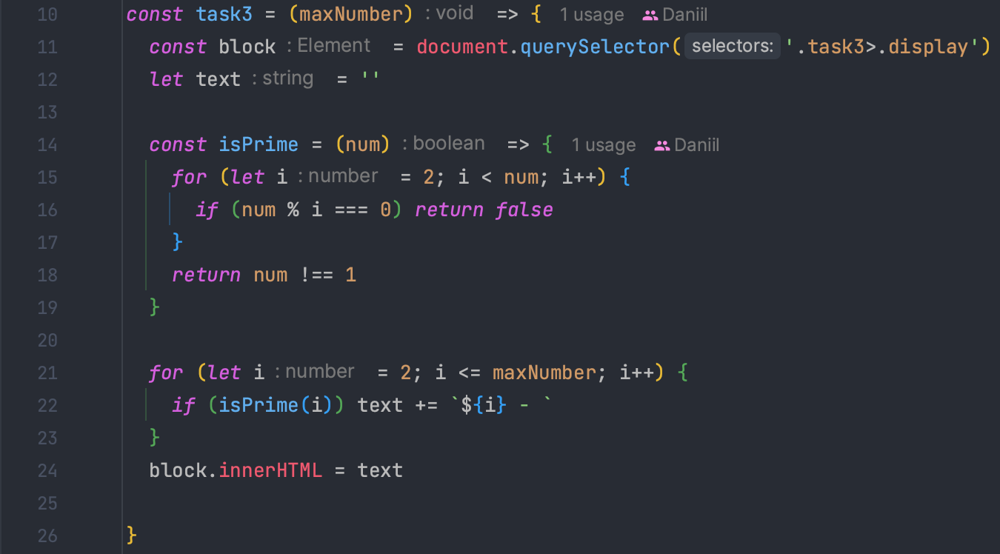 10 const task3 = (maxNumber) : void => { 1 usage Daniil
11 const block : Element = document.querySelector( selectors: '.task3>.display')
12 let text : string = ''
13
14 const isPrime = (num) : boolean => { 1 usage Daniil
15 for (let i : number = 2; i < num; i++) {
16 if (num % i === 0) return false
17 }
18 return num !== 1
19 }
20
21 for (let i : number = 2; i <= maxNumber; i++) {
22 if (isPrime(i)) text += `${i} - `
23 }
24 block.innerHTML = text
25
26 }